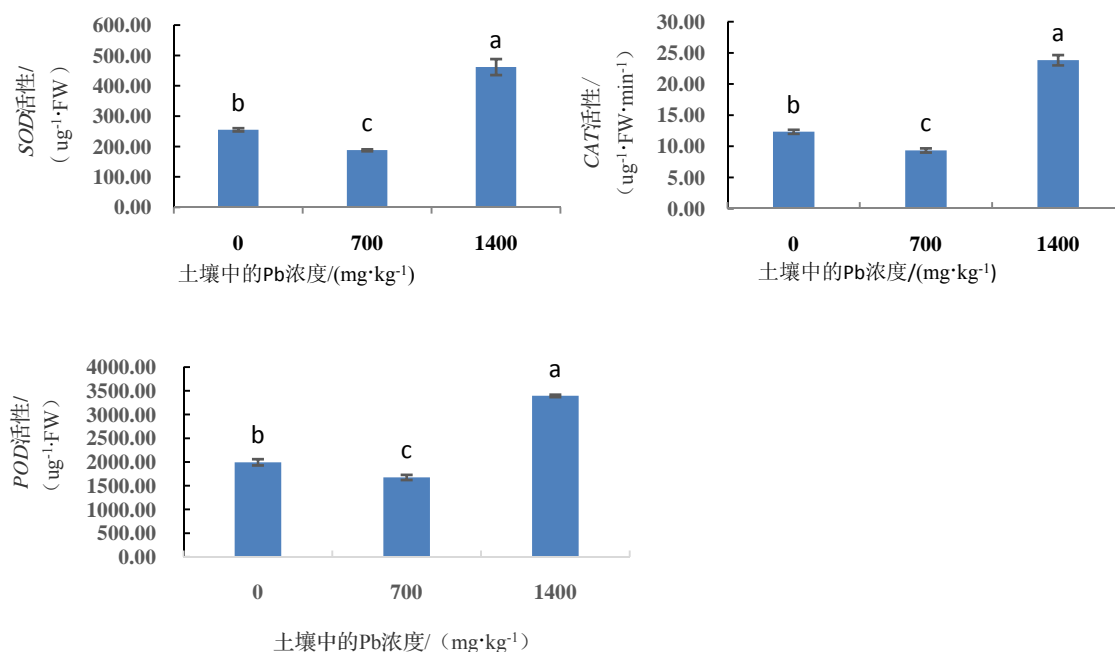 SOD活性/
（ ug⁻¹·FW）
600.00
500.00
400.00
300.00
200.00
100.00
0.00
b
c
a
0 700 1400
土壤中的Pb浓度/(mg·kg⁻¹)
CAT活性/
(ug⁻¹·FW·min⁻¹)
30.00
25.00
20.00
15.00
10.00
5.00
0.00
b
c
a
0 700 1400
土壤中的Pb浓度/(mg·kg⁻¹)
POD活性/
（ug⁻¹·FW）
4000.00
3500.00
3000.00
2500.00
2000.00
1500.00
1000.00
500.00
0.00
b
c
a
0 700 1400
土壤中的Pb浓度/（mg·kg⁻¹）